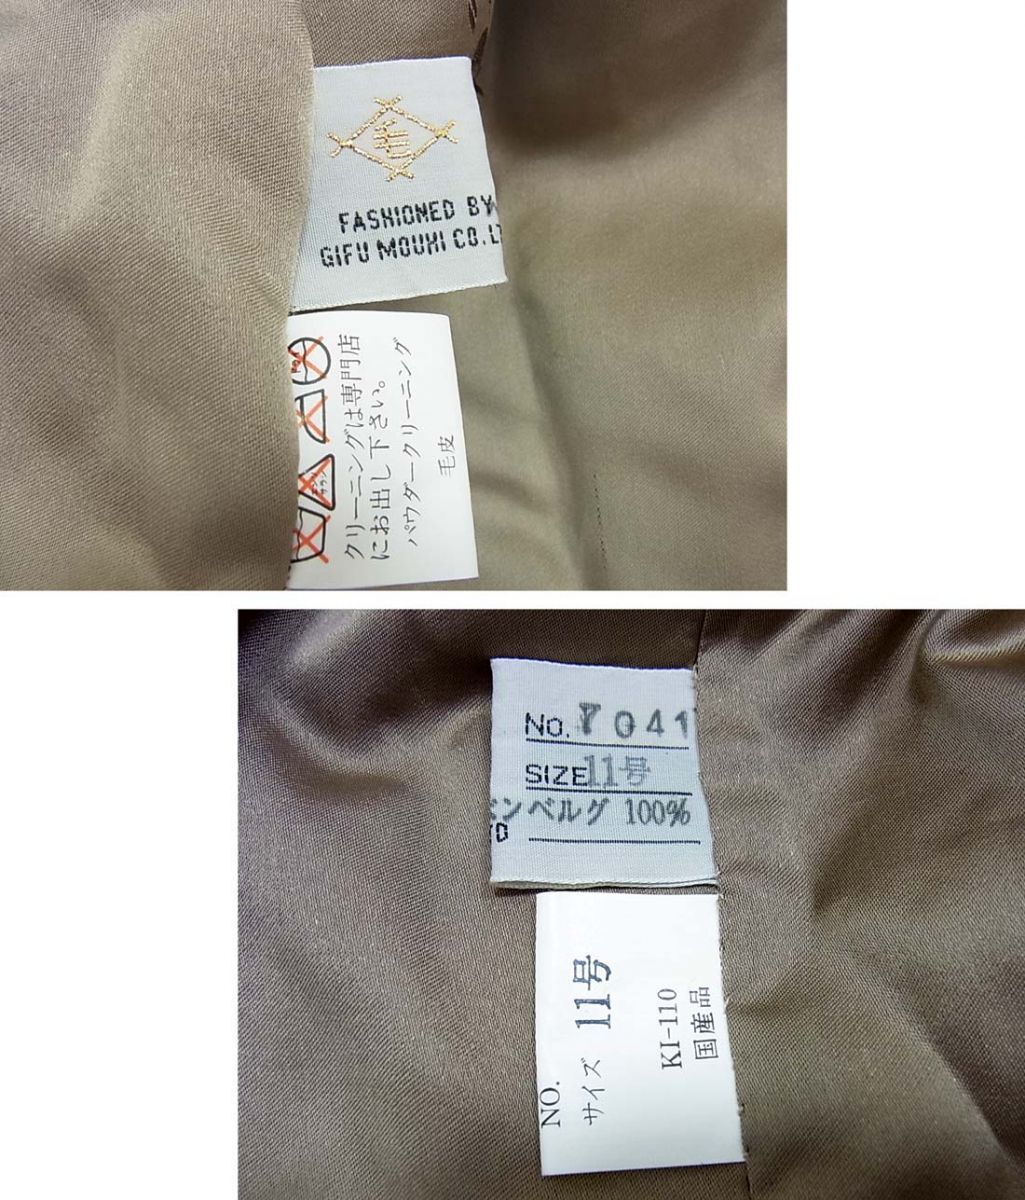 FASHIONED BY
GIFU MOUHI CO.LT
クリーニングは専門店
にお出し下さい。
パウダークリーニング
毛皮
No. 7041
SIZE 11号
ベンベルグ 100%
NO.
サイズ 11号
KI-110
国産品